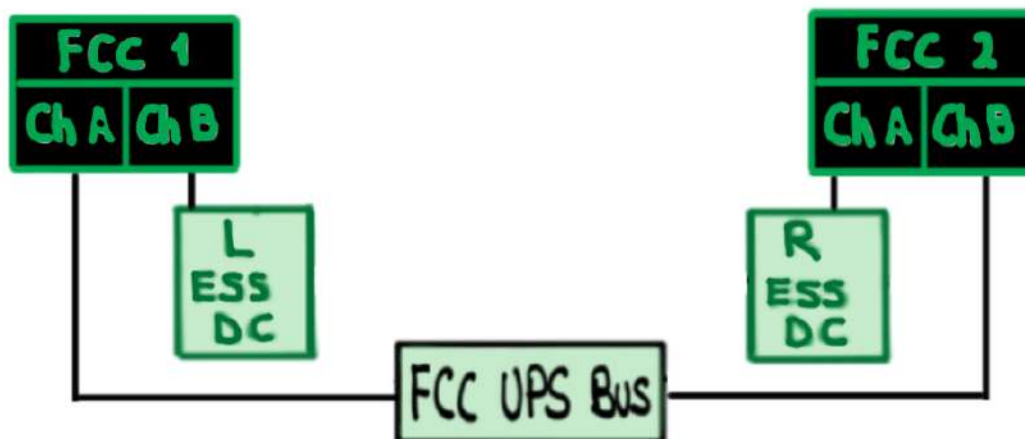 FCC 1
Ch A Ch B
FCC 2
Ch A Ch B
L
ESS
DC
R
ESS
DC
FCC UPS Bus